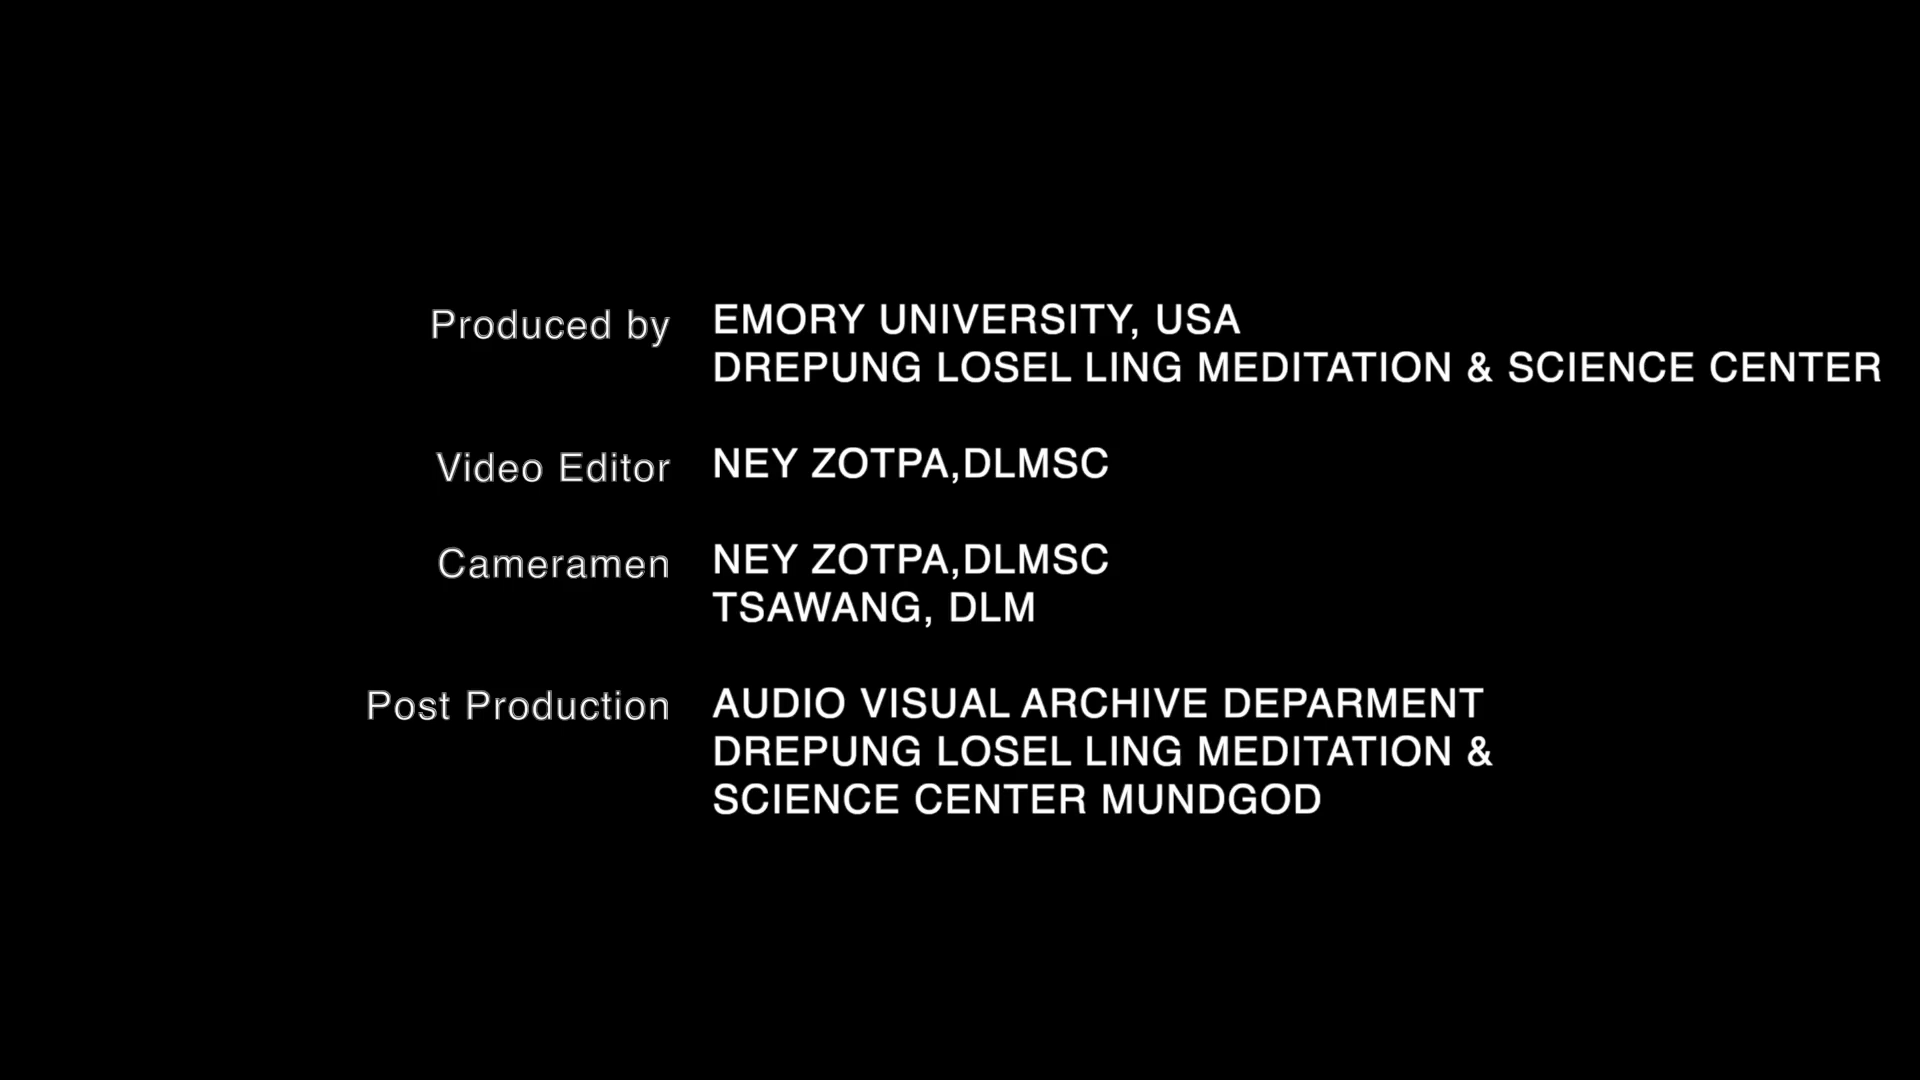 Produced by EMORY UNIVERSITY, USA
DREPUNG LOSEL LING MEDITATION & SCIENCE CENTER
Video Editor NEY ZOTPA,DLMSC
Cameramen NEY ZOTPA,DLMSC
TSAWANG, DLM
Post Production AUDIO VISUAL ARCHIVE DEPARMENT
DREPUNG LOSEL LING MEDITATION &
SCIENCE CENTER MUNDGOD